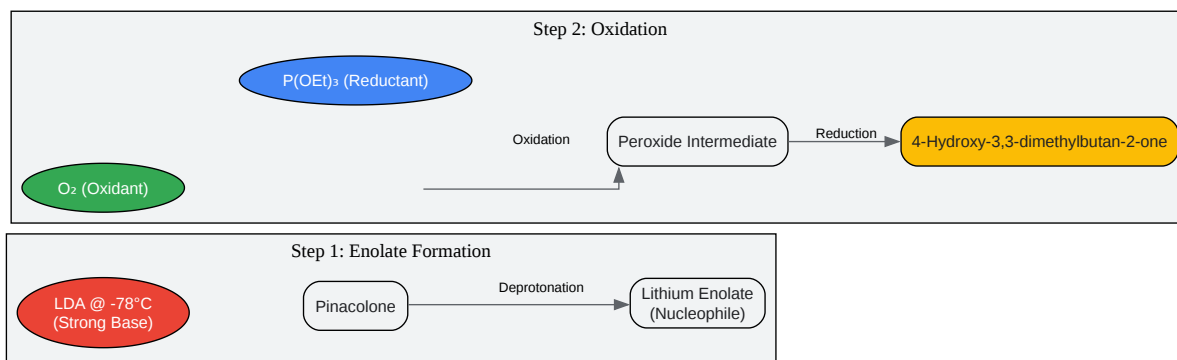 Step 2: Oxidation
P(OEt)₃ (Reductant)
Oxidation
Peroxide Intermediate
Reduction
4-Hydroxy-3,3-dimethylbutan-2-one
O₂ (Oxidant)
Step 1: Enolate Formation
LDA @ -78°C
(Strong Base)
Pinacolone
Deprotonation
Lithium Enolate
(Nucleophile)